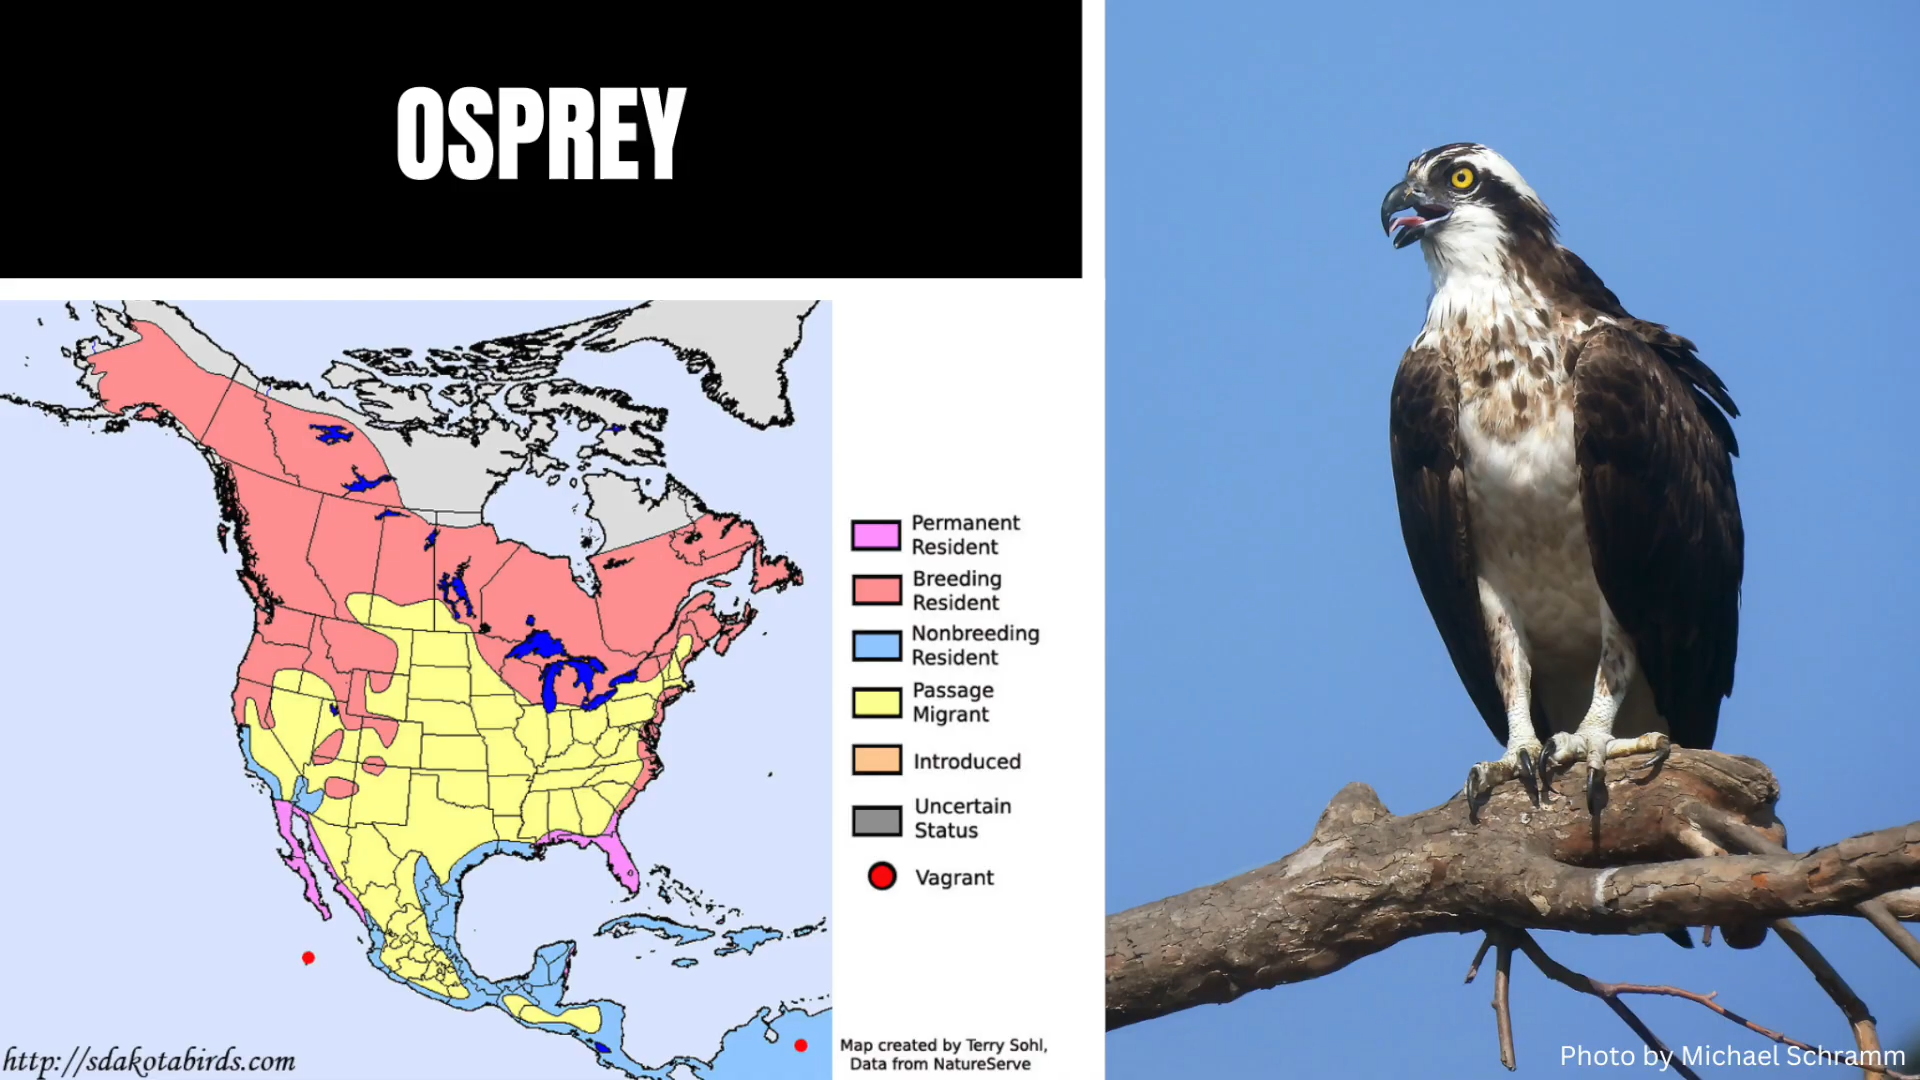 OSPREY
Permanent
Resident
Breeding
Resident
Nonbreeding
Resident
Passage
Migrant
Introduced
Uncertain
Status
Vagrant
Map created by Terry Sohl,
Data from NatureServe
http://sdakotabirds.com
Photo by Michael Schramm